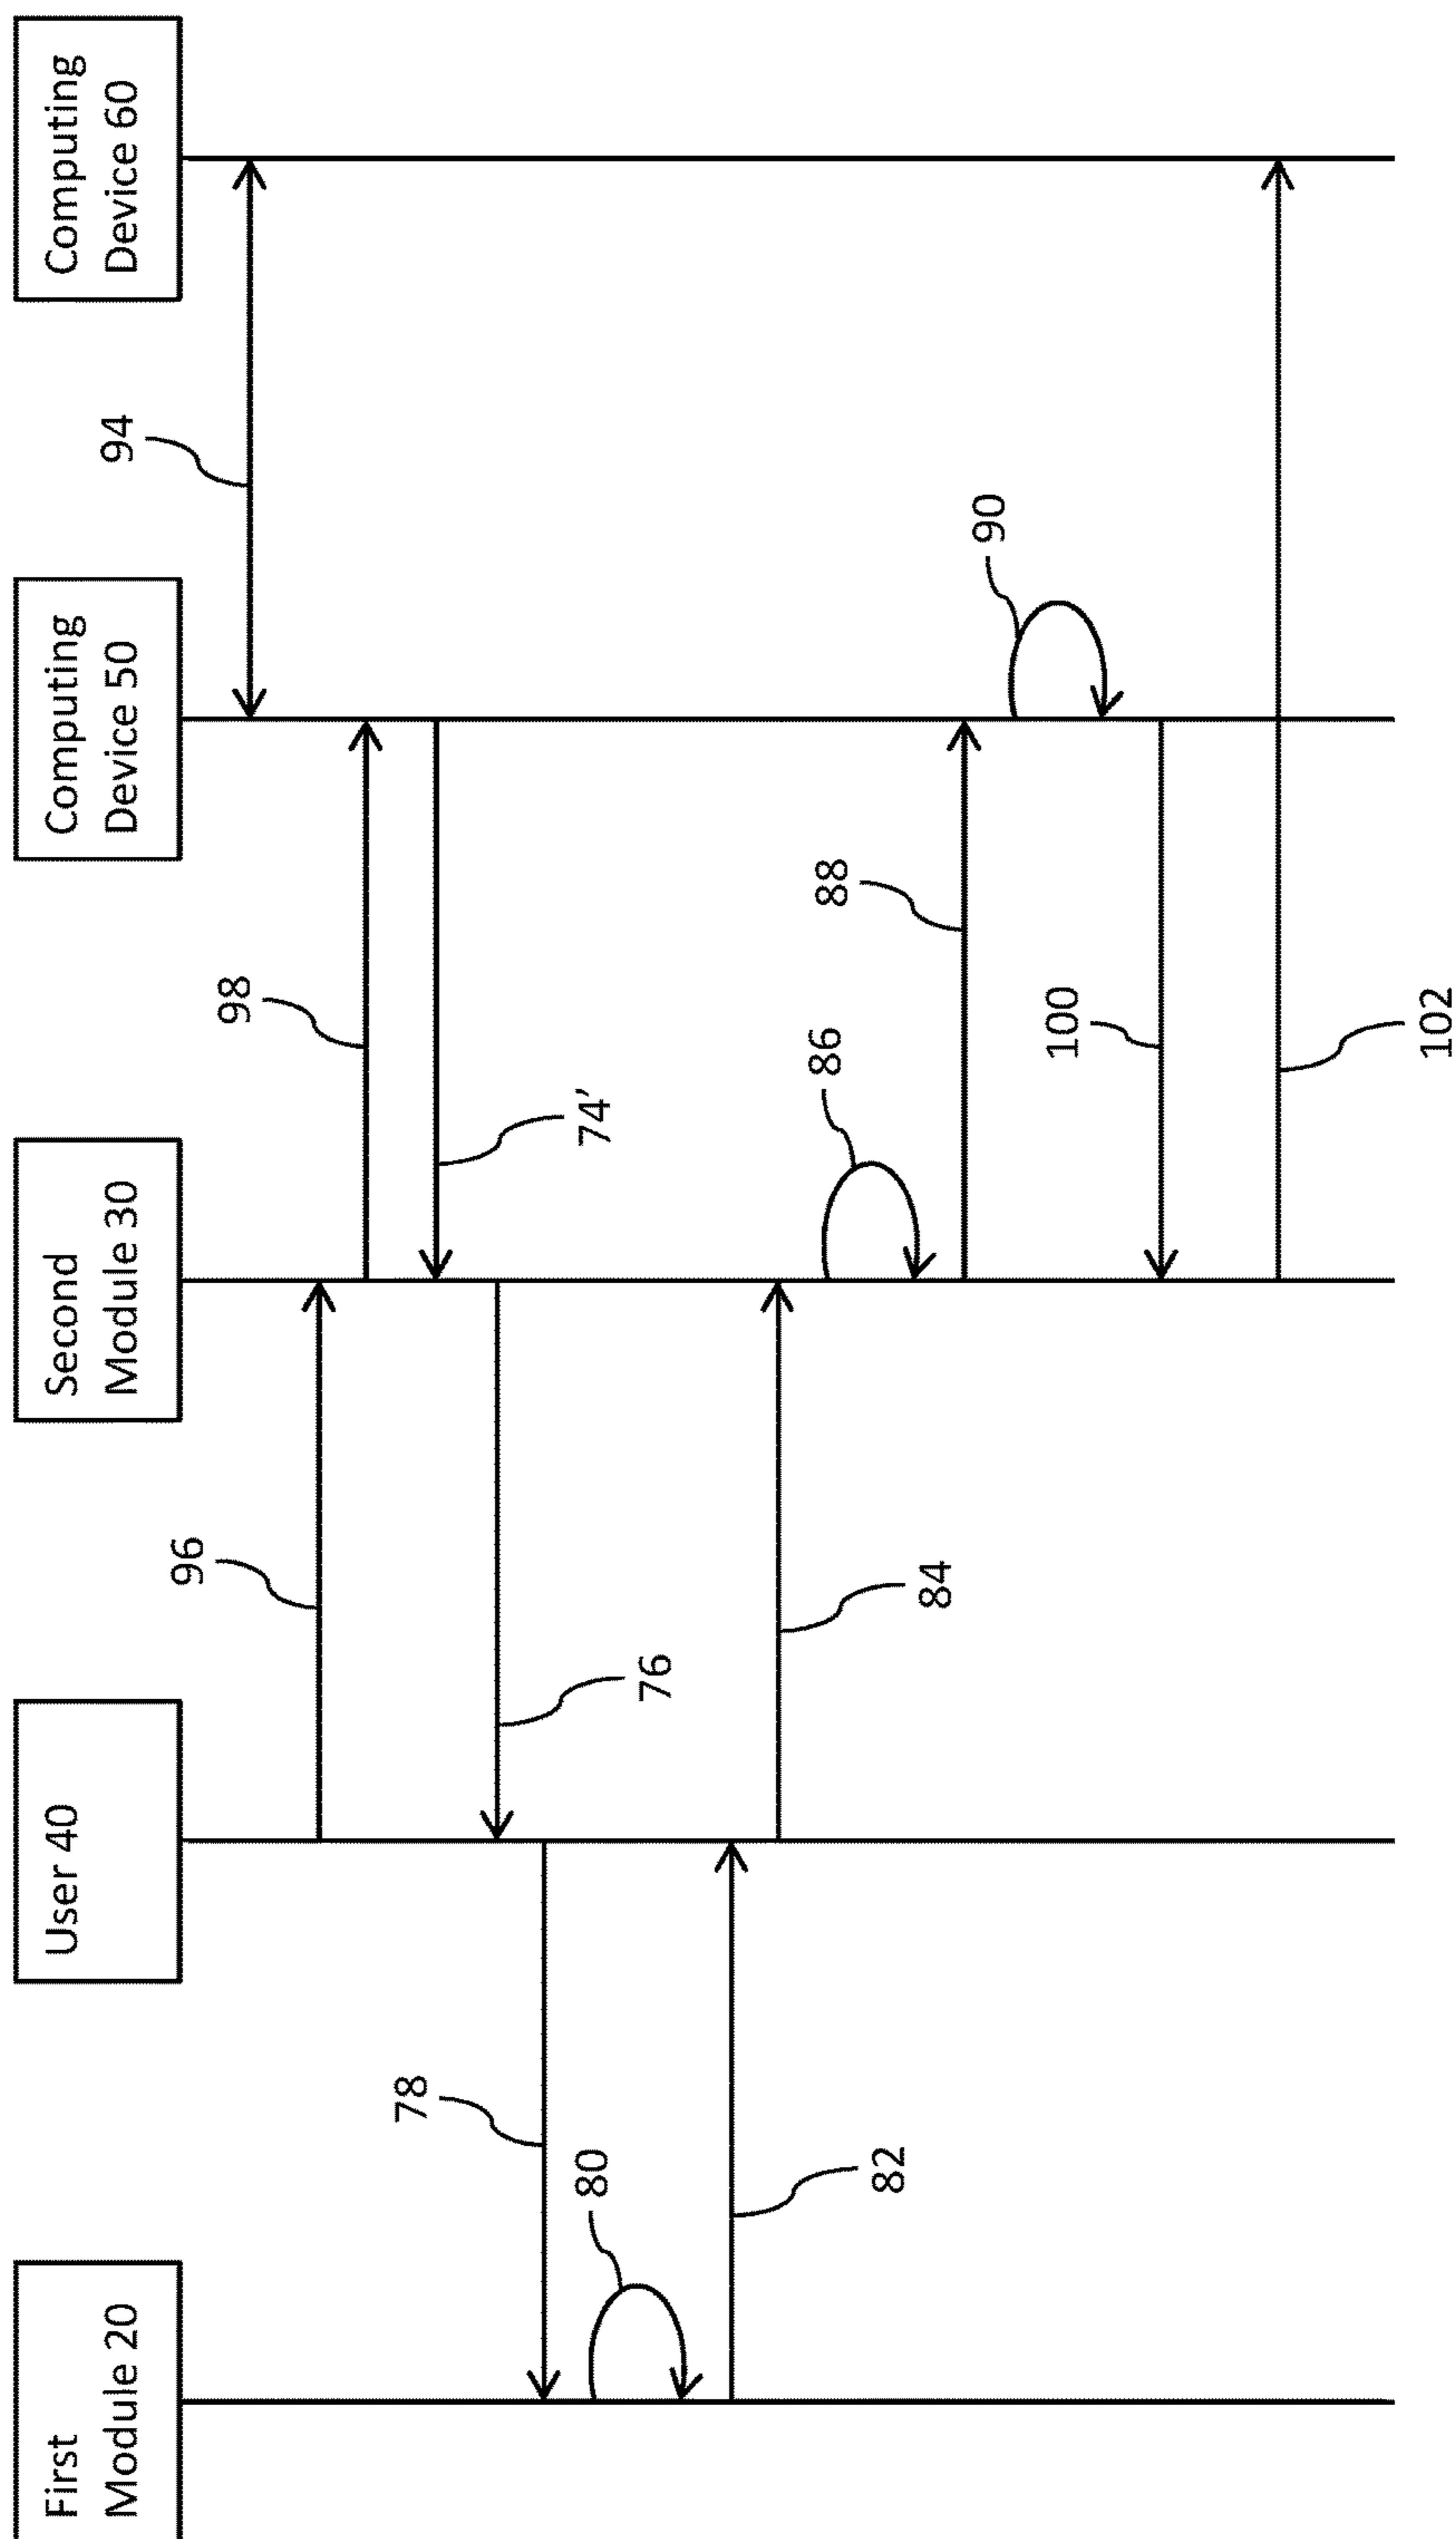 First
Module 20
User 40
Second
Module 30
Computing
Device 50
Computing
Device 60
94
96
98
74’
76
78
80
82
84
86
88
90
100
102